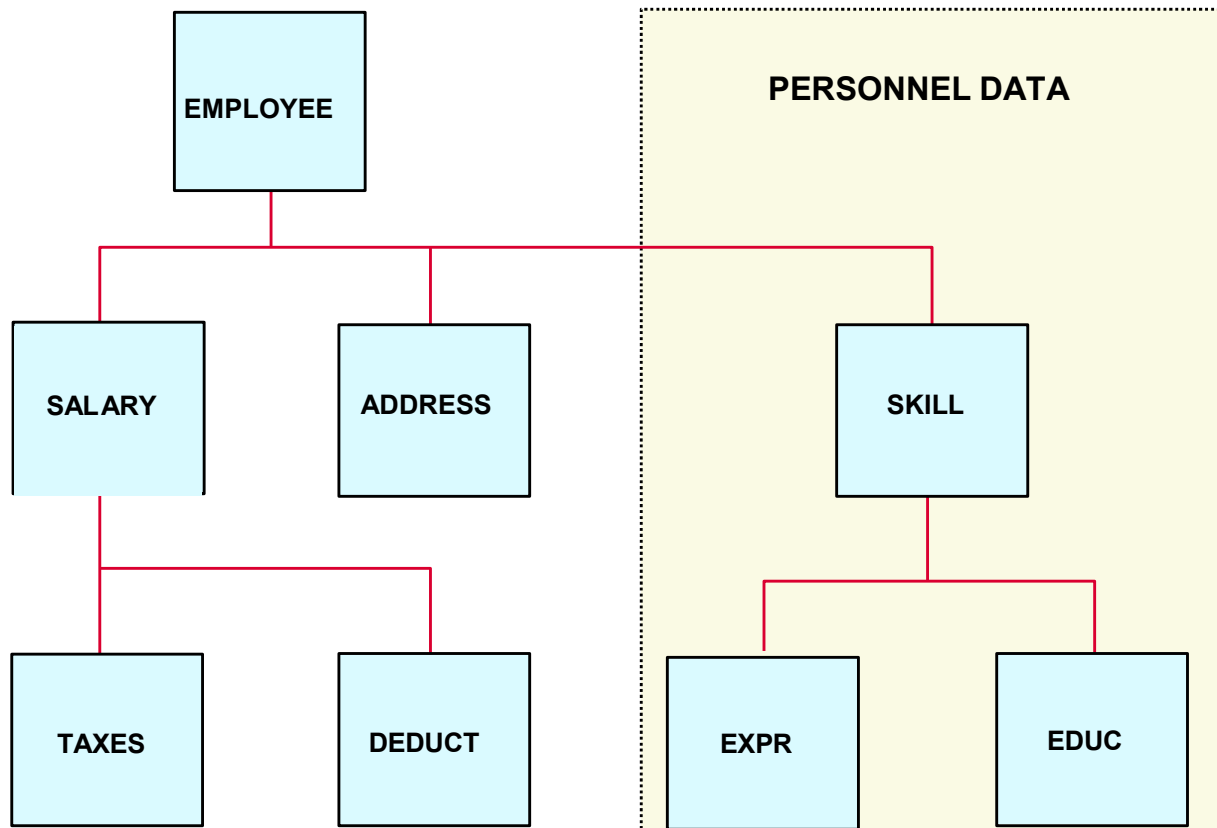 PERSONNEL DATA
EMPLOYEE
SALARY
ADDRESS
SKILL
TAXES
DEDUCT
EXPR
EDUC